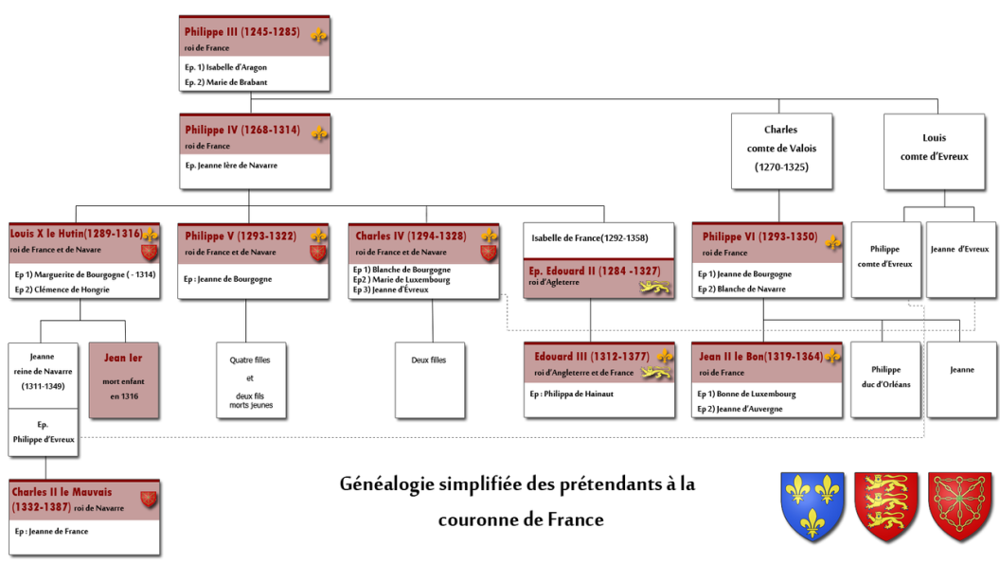 Philippe III (1245-1285)
roi de France
Ep. 1) Isabelle d'Aragon
Ep. 2) Marie de Brabant
Philippe IV (1268-1314)
roi de France
Ep. Jeanne Ière de Navarre
Charles
comte de Valois
(1270-1325)
Louis
comte d'Evreux
Louis X le Hutin(1289-1316)
roi de France et de Navare
Ep 1) Marguerite de Bourgogne ( - 1314)
Ep 2) Clémence de Hongrie
Philippe V (1293-1322)
roi de France et de Navare
Ep : Jeanne de Bourgogne
Charles IV (1294-1328)
roi de France et de Navare
Ep 1) Blanche de Bourgogne
Ep2 ) Marie de Luxembourg
Ep 3) Jeanne d'Évreux
Isabelle de France(1292-1358)
Ep. Edouard II (1284 -1327)
roi d'Agleterre
Philippe VI (1293-1350)
roi de France
Ep 1) Jeanne de Bourgogne
Ep 2) Blanche de Navarre
Philippe
comte d'Evreux
Jeanne d'Evreux
Jeanne
reine de Navarre
(1311-1349)
Ep.
Philippe d'Evreux
Jean Ier
mort enfant
en 1316
Quatre filles
et
deux fils
morts jeunes
Deux filles
Edouard III (1312-1377)
roi d'Angleterre et de France
Ep : Philippa de Hainaut
Jean II le Bon(1319-1364)
roi de France
Ep 1) Bonne de Luxembourg
Ep 2) Jeanne d'Auvergne
Philippe
duc d'Orléans
Jeanne
Charles II le Mauvais
(1332-1387) roi de Navarre
Ep : Jeanne de France
Généalogie simplifiée des prétendants à la
couronne de France